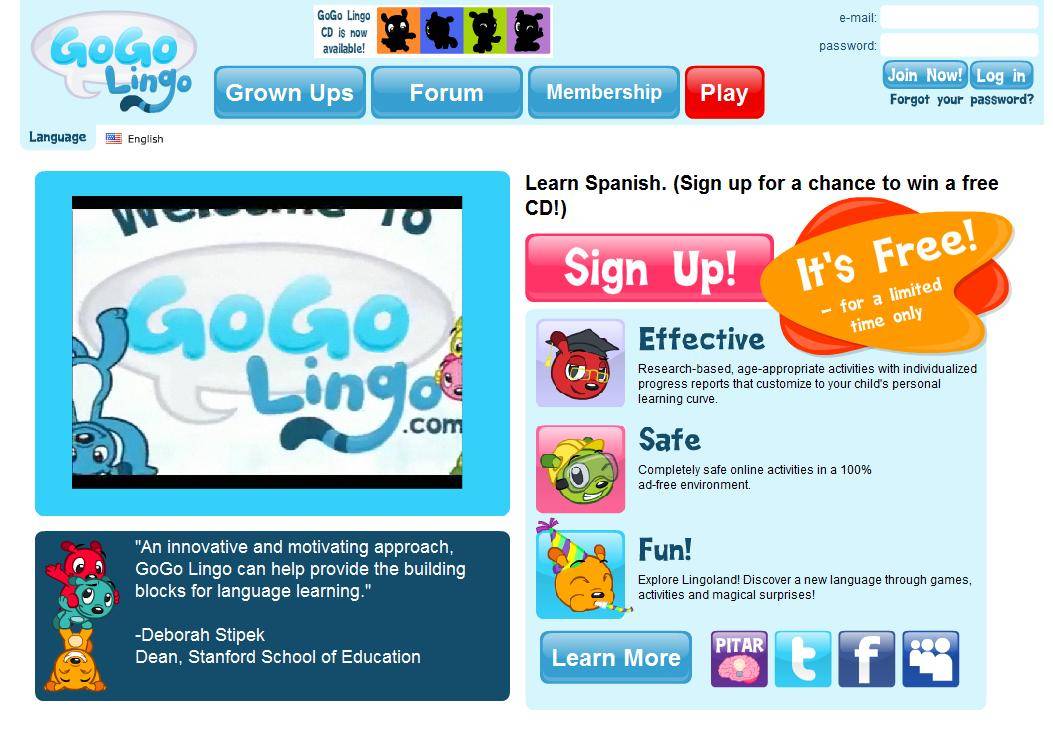 GoGo Lingo
CD is now
available!
e-mail:
password:
GoGo
Lingo
Grown Ups
Forum
Membership
Play
Join Now!
Log in
Forgot your password?
Language
English
Welcome To
GoGo
Lingo
.com
Learn Spanish. (Sign up for a chance to win a free
CD!)
Sign Up!
It's Free!
- for a limited
time only
Effective
Research-based, age-appropriate activities with individualized
progress reports that customize to your child's personal
learning curve.
Safe
Completely safe online activities in a 100%
ad-free environment.
Fun!
Explore Lingoland! Discover a new language through games,
activities and magical surprises!
"An innovative and motivating approach,
GoGo Lingo can help provide the building
blocks for language learning."
-Deborah Stipek
Dean, Stanford School of Education
Learn More
PITAR
t
f